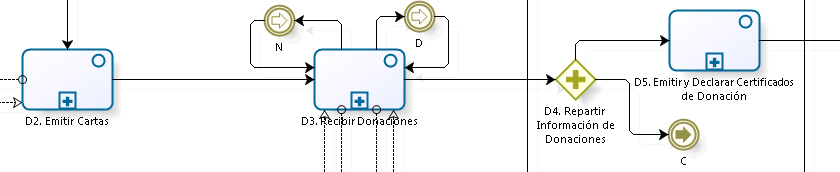 N
D
D2. Emitir Cartas
D3. Recibir Donaciones
D4. Repartir
Información de
Donaciones
D5. Emitir y Declarar Certificados
de Donación
C